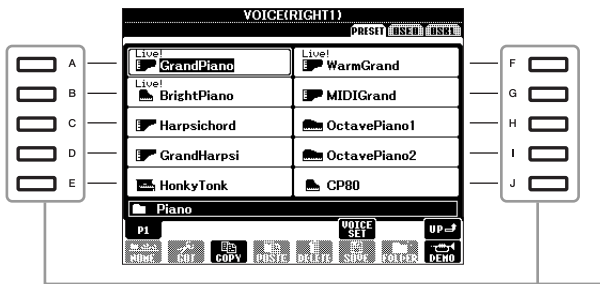 VOICE(RIGHT1)
PRESET USER USB1
A Live! GrandPiano Live! WarmGrand F
B Live! BrightPiano MIDIGrand G
C Harpsichord OctavePiano1 H
D GrandHarpsi OctavePiano2 I
E HonkyTonk CP80 J
Piano
P1 VOICE SET UP
NAME CUT COPY PASTE DELETE SAVE FOLDER DEMO